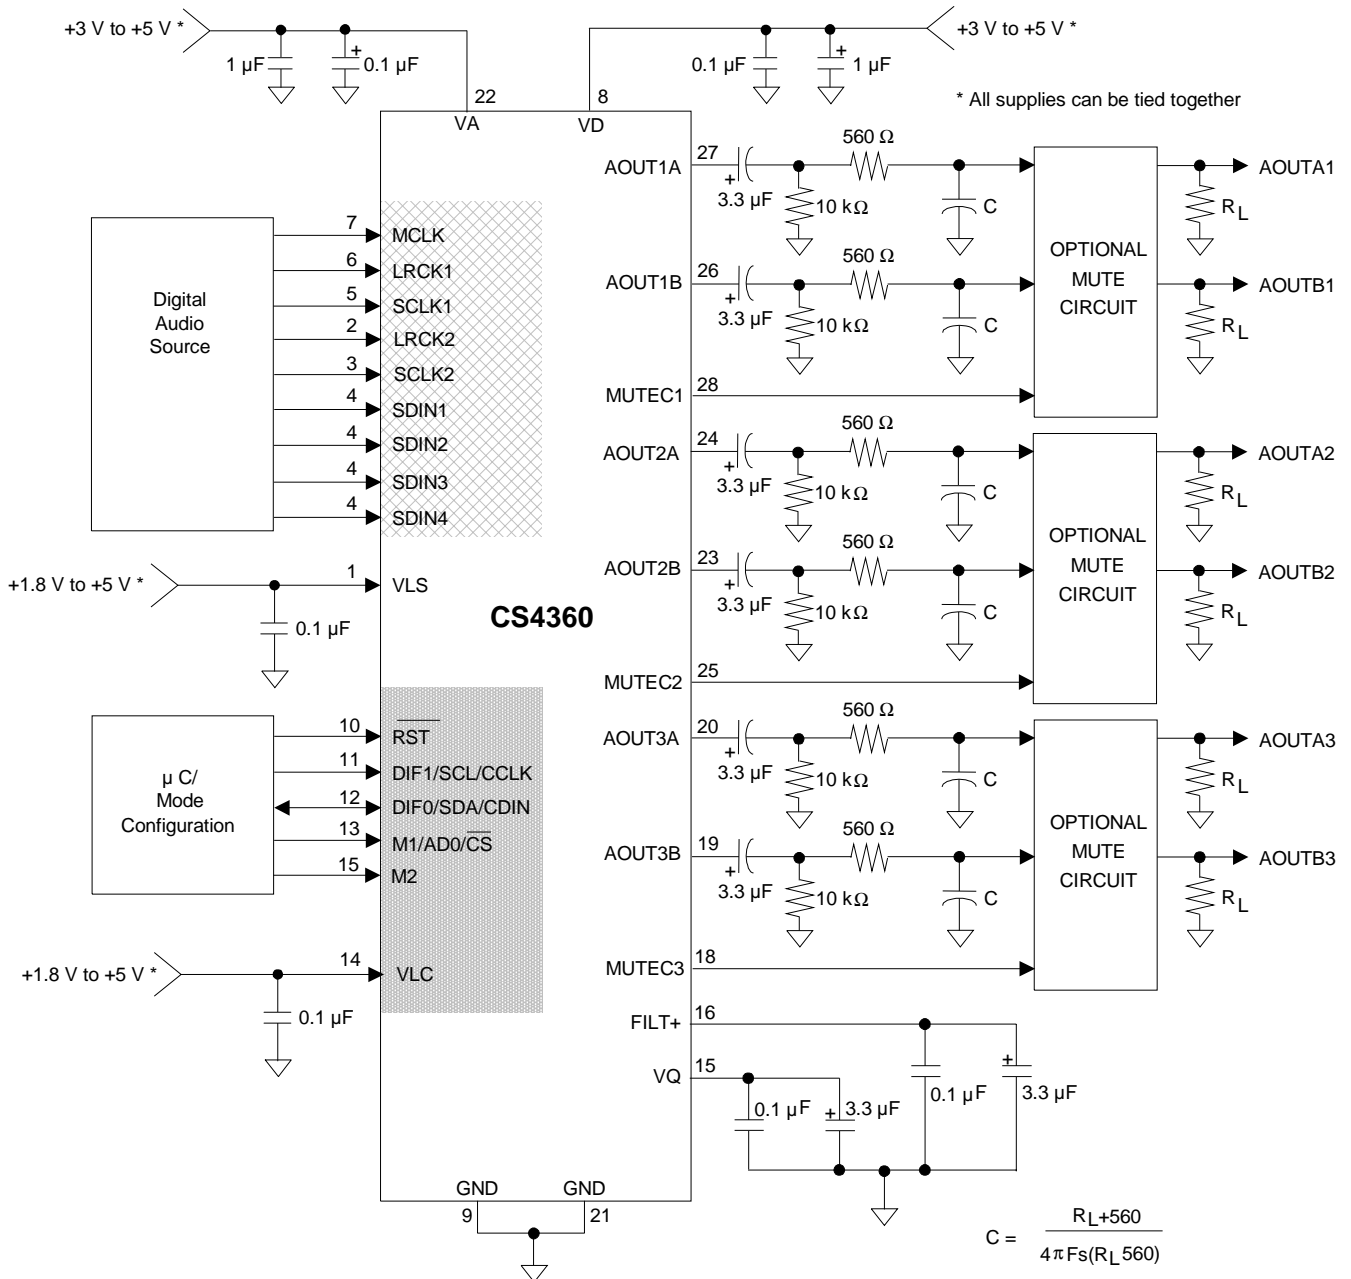 +3 V to +5 V *
+3 V to +5 V *
1 µF
+
0.1 µF
0.1 µF
+
1 µF
22
8
* All supplies can be tied together
VA
VD
Digital
Audio
Source
7
MCLK
6
LRCK1
5
SCLK1
2
LRCK2
3
SCLK2
4
SDIN1
4
SDIN2
4
SDIN3
4
SDIN4
+1.8 V to +5 V *
1
VLS
0.1 µF
CS4360
µ C/
Mode
Configuration
10
RST
11
DIF1/SCL/CCLK
12
DIF0/SDA/CDIN
13
M1/AD0/CS
15
M2
+1.8 V to +5 V *
14
VLC
0.1 µF
AOUT1A
27
+
3.3 µF
10 kΩ
560 Ω
C
AOUT1B
26
+
3.3 µF
10 kΩ
560 Ω
C
MUTEC1
28
OPTIONAL
MUTE
CIRCUIT
AOUTA1
RL
AOUTB1
RL
AOUT2A
24
+
3.3 µF
10 kΩ
560 Ω
C
AOUT2B
23
+
3.3 µF
10 kΩ
560 Ω
C
MUTEC2
25
OPTIONAL
MUTE
CIRCUIT
AOUTA2
RL
AOUTB2
RL
AOUT3A
20
+
3.3 µF
10 kΩ
560 Ω
C
AOUT3B
19
+
3.3 µF
10 kΩ
560 Ω
C
MUTEC3
18
OPTIONAL
MUTE
CIRCUIT
AOUTA3
RL
AOUTB3
RL
FILT+
16
0.1 µF
+
3.3 µF
VQ
15
0.1 µF
+
3.3 µF
GND
GND
9
21
C = RL+560
4πFs(RL560)